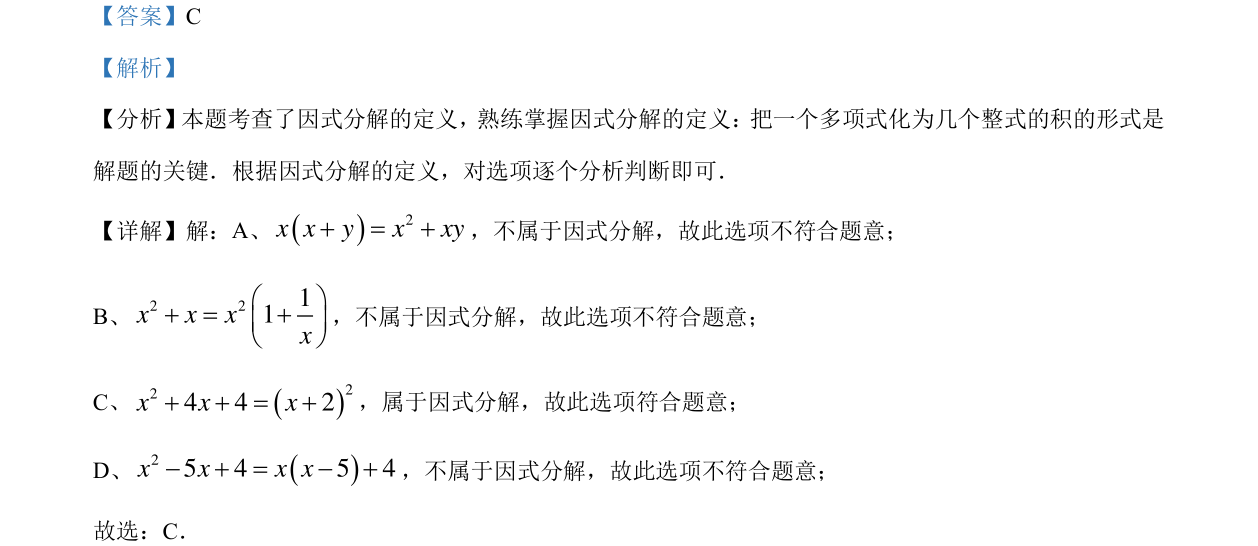 【答案】C
【解析】
【分析】本题考查了因式分解的定义，熟练掌握因式分解的定义：把一个多项式化为几个整式的积的形式是
解题的关键．根据因式分解的定义，对选项逐个分析判断即可．
【详解】解：A、x(x+y)=x²+xy，不属于因式分解，故此选项不符合题意；
B、x²+x=x²(1+1/x)，不属于因式分解，故此选项不符合题意；
C、x²+4x+4=(x+2)²，属于因式分解，故此选项符合题意；
D、x²−5x+4=x(x−5)+4，不属于因式分解，故此选项不符合题意；
故选：C．